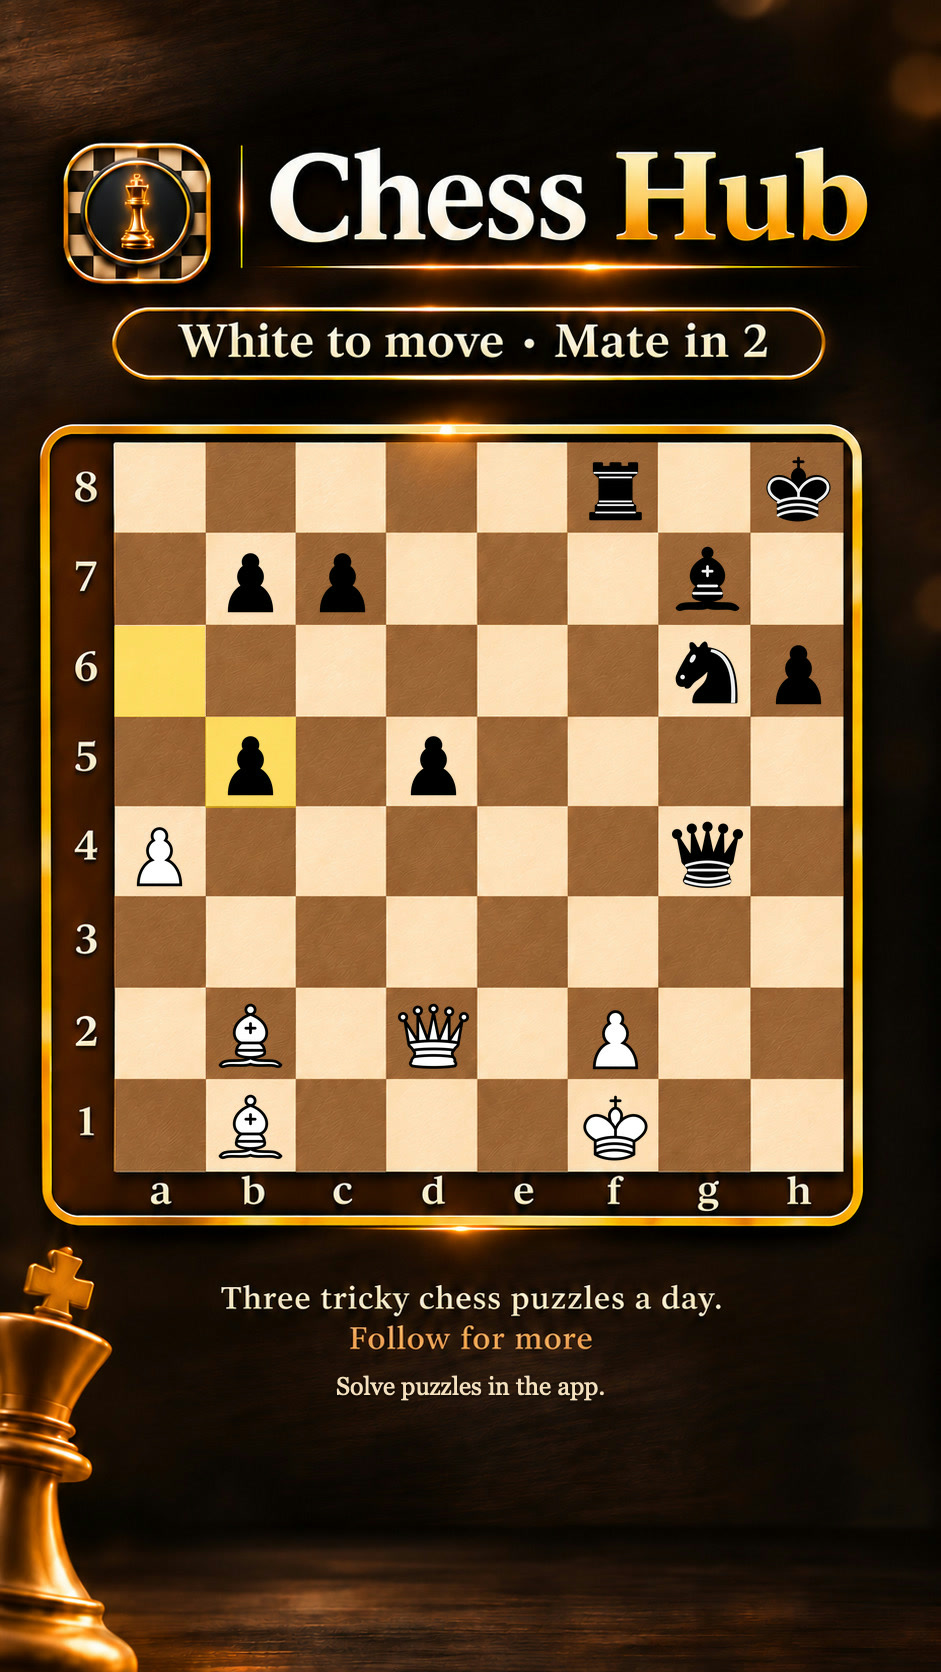 Chess Hub
White to move · Mate in 2
8
7
6
5
4
3
2
1
a b c d e f g h
Three tricky chess puzzles a day.
Follow for more
Solve puzzles in the app.